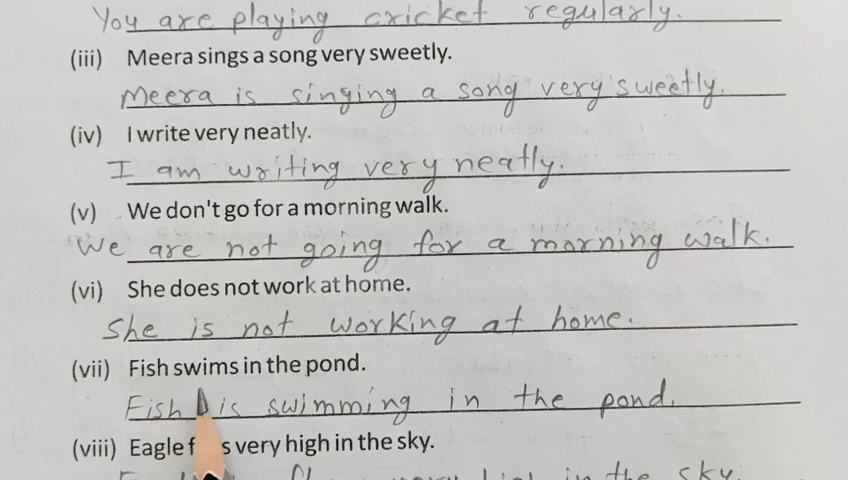 You are playing cricket regularly.
(iii) Meera sings a song very sweetly.
Meera is singing a song very sweetly.
(iv) I write very neatly.
I am writing very neatly.
(v) We don't go for a morning walk.
We are not going for a morning walk.
(vi) She does not work at home.
She is not working at home.
(vii) Fish swims in the pond.
Fish is swimming in the pond.
(viii) Eagle very high in the sky.
in the sky.